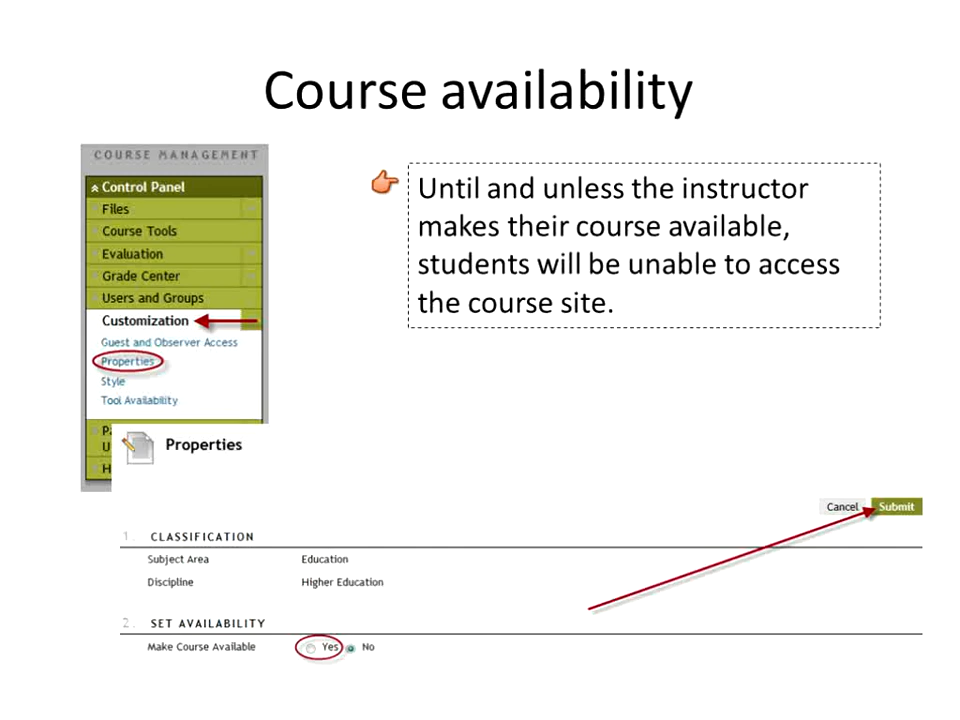 Course availability
COURSE MANAGEMENT
Control Panel
Files
Course Tools
Evaluation
Grade Center
Users and Groups
Customization
Guest and Observer Access
Properties
Style
Tool Availability
Until and unless the instructor
makes their course available,
students will be unable to access
the course site.
Properties
Cancel Submit
1. CLASSIFICATION
Subject Area Education
Discipline Higher Education
2. SET AVAILABILITY
Make Course Available Yes No